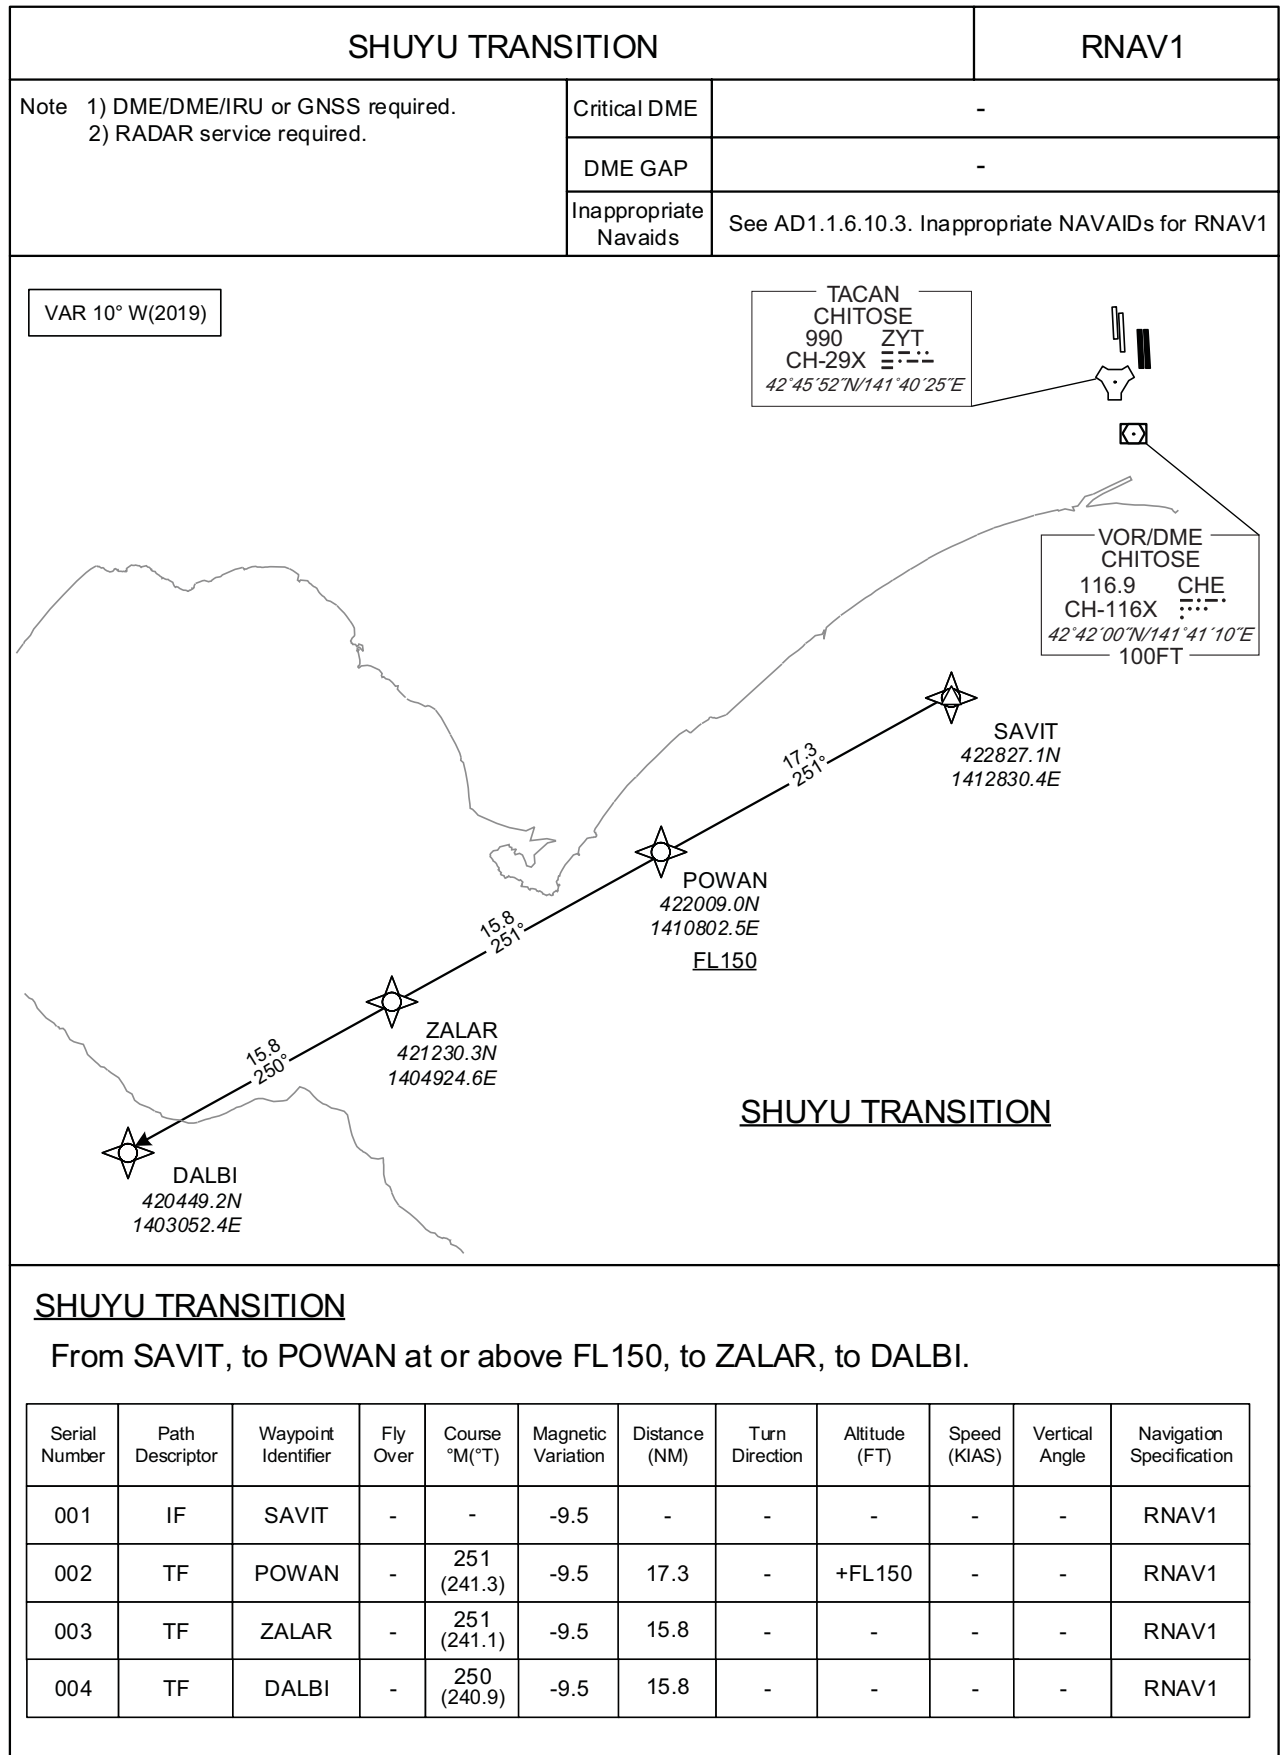 SHUYU TRANSITION
RNAV1
Note 1) DME/DME/IRU or GNSS required.
2) RADAR service required.
Critical DME
-
DME GAP
-
Inappropriate
Navaids
See AD1.1.6.10.3. Inappropriate NAVAIDs for RNAV1
VAR 10° W(2019)
TACAN
CHITOSE
990 ZYT
CH-29X
42°45´52˝N/141°40´25˝E
VOR/DME
CHITOSE
116.9 CHE
CH-116X
42°42´00˝N/141°41´10˝E
100FT
SAVIT
422827.1N
1412830.4E
17.3
251°
POWAN
422009.0N
1410802.5E
FL150
15.8
251°
ZALAR
421230.3N
1404924.6E
15.8
250°
SHUYU TRANSITION
DALBI
420449.2N
1403052.4E
SHUYU TRANSITION
From SAVIT, to POWAN at or above FL150, to ZALAR, to DALBI.
Serial Number | Path Descriptor | Waypoint Identifier | Fly Over | Course °M(°T) | Magnetic Variation | Distance (NM) | Turn Direction | Altitude (FT) | Speed (KIAS) | Vertical Angle | Navigation Specification
001 | IF | SAVIT | - | - | -9.5 | - | - | - | - | - | RNAV1
002 | TF | POWAN | - | 251 (241.3) | -9.5 | 17.3 | - | +FL150 | - | - | RNAV1
003 | TF | ZALAR | - | 251 (241.1) | -9.5 | 15.8 | - | - | - | - | RNAV1
004 | TF | DALBI | - | 250 (240.9) | -9.5 | 15.8 | - | - | - | - | RNAV1